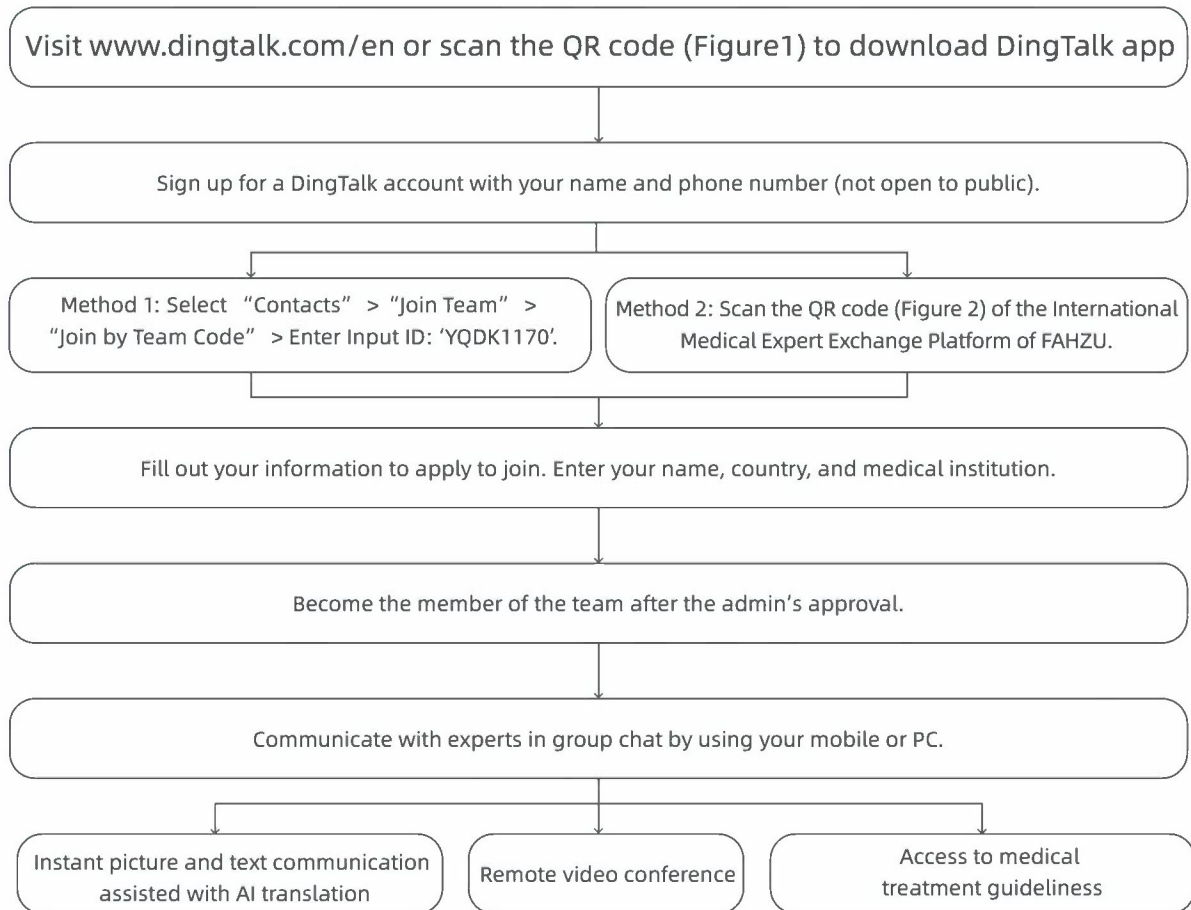 Visit www.dingtalk.com/en or scan the QR code (Figure1) to download DingTalk app
Sign up for a DingTalk account with your name and phone number (not open to public).
Method 1: Select “Contacts” > “Join Team” >
“Join by Team Code” > Enter Input ID: ‘YQDK1170’.
Method 2: Scan the QR code (Figure 2) of the International
Medical Expert Exchange Platform of FAHZU.
Fill out your information to apply to join. Enter your name, country, and medical institution.
Become the member of the team after the admin’s approval.
Communicate with experts in group chat by using your mobile or PC.
Instant picture and text communication
assisted with AI translation
Remote video conference
Access to medical
treatment guideliness